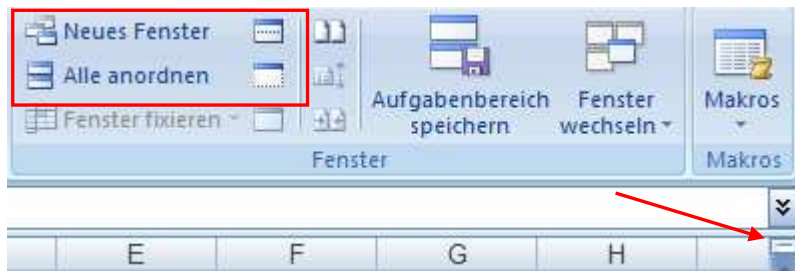 Neues Fenster
Alle anordnen
Fenster fixieren
Aufgabenbereich
speichern
Fenster
wechseln
Makros
Fenster
Makros
E F G H